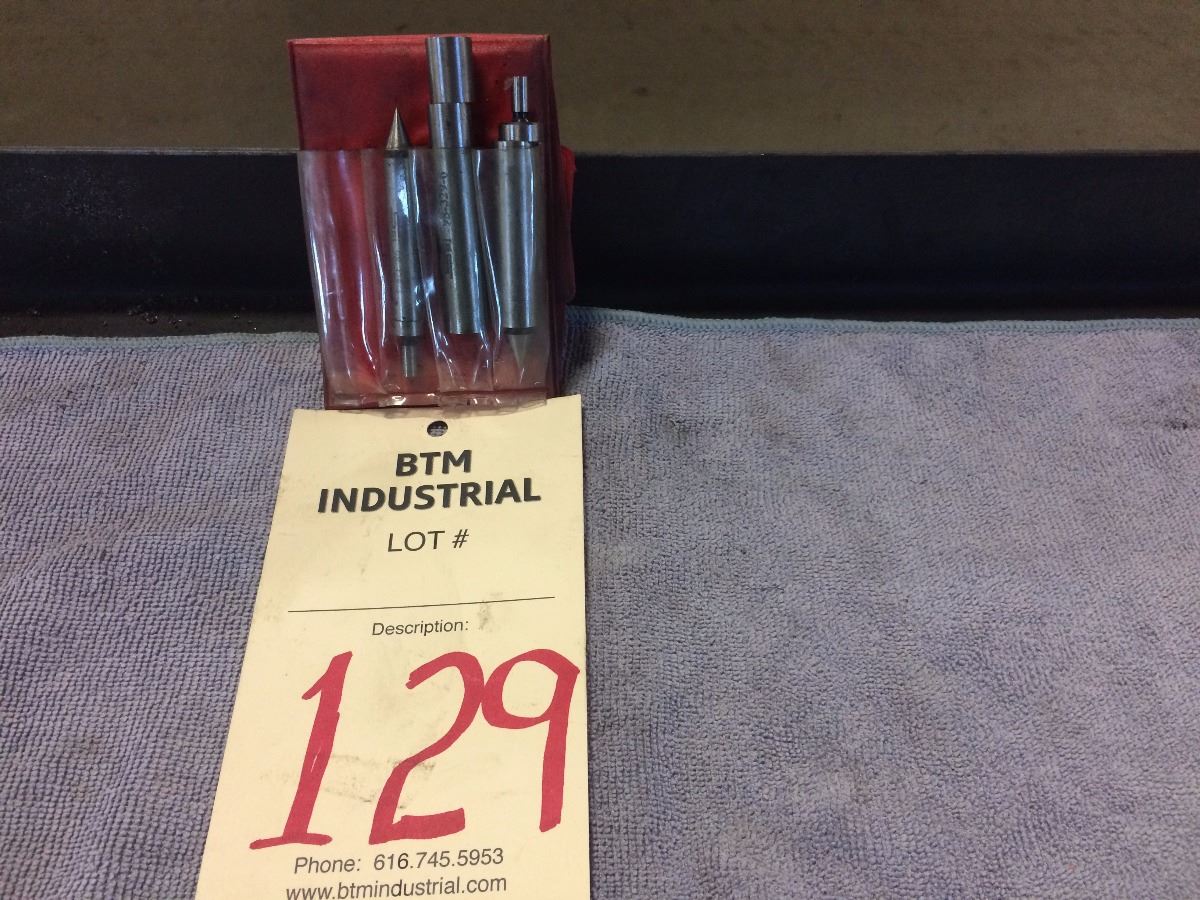 BTM
INDUSTRIAL
LOT #
Description:
129
Phone: 616.745.5953
www.btmindustrial.com